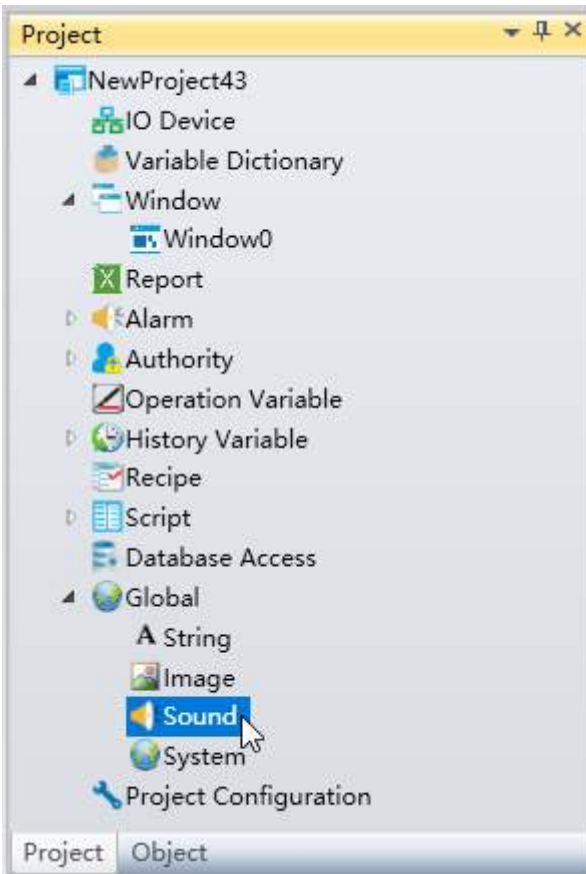 Project
NewProject43
IO Device
Variable Dictionary
Window
Window0
Report
Alarm
Authority
Operation Variable
History Variable
Recipe
Script
Database Access
Global
A String
Image
Sound
System
Project Configuration
Project Object